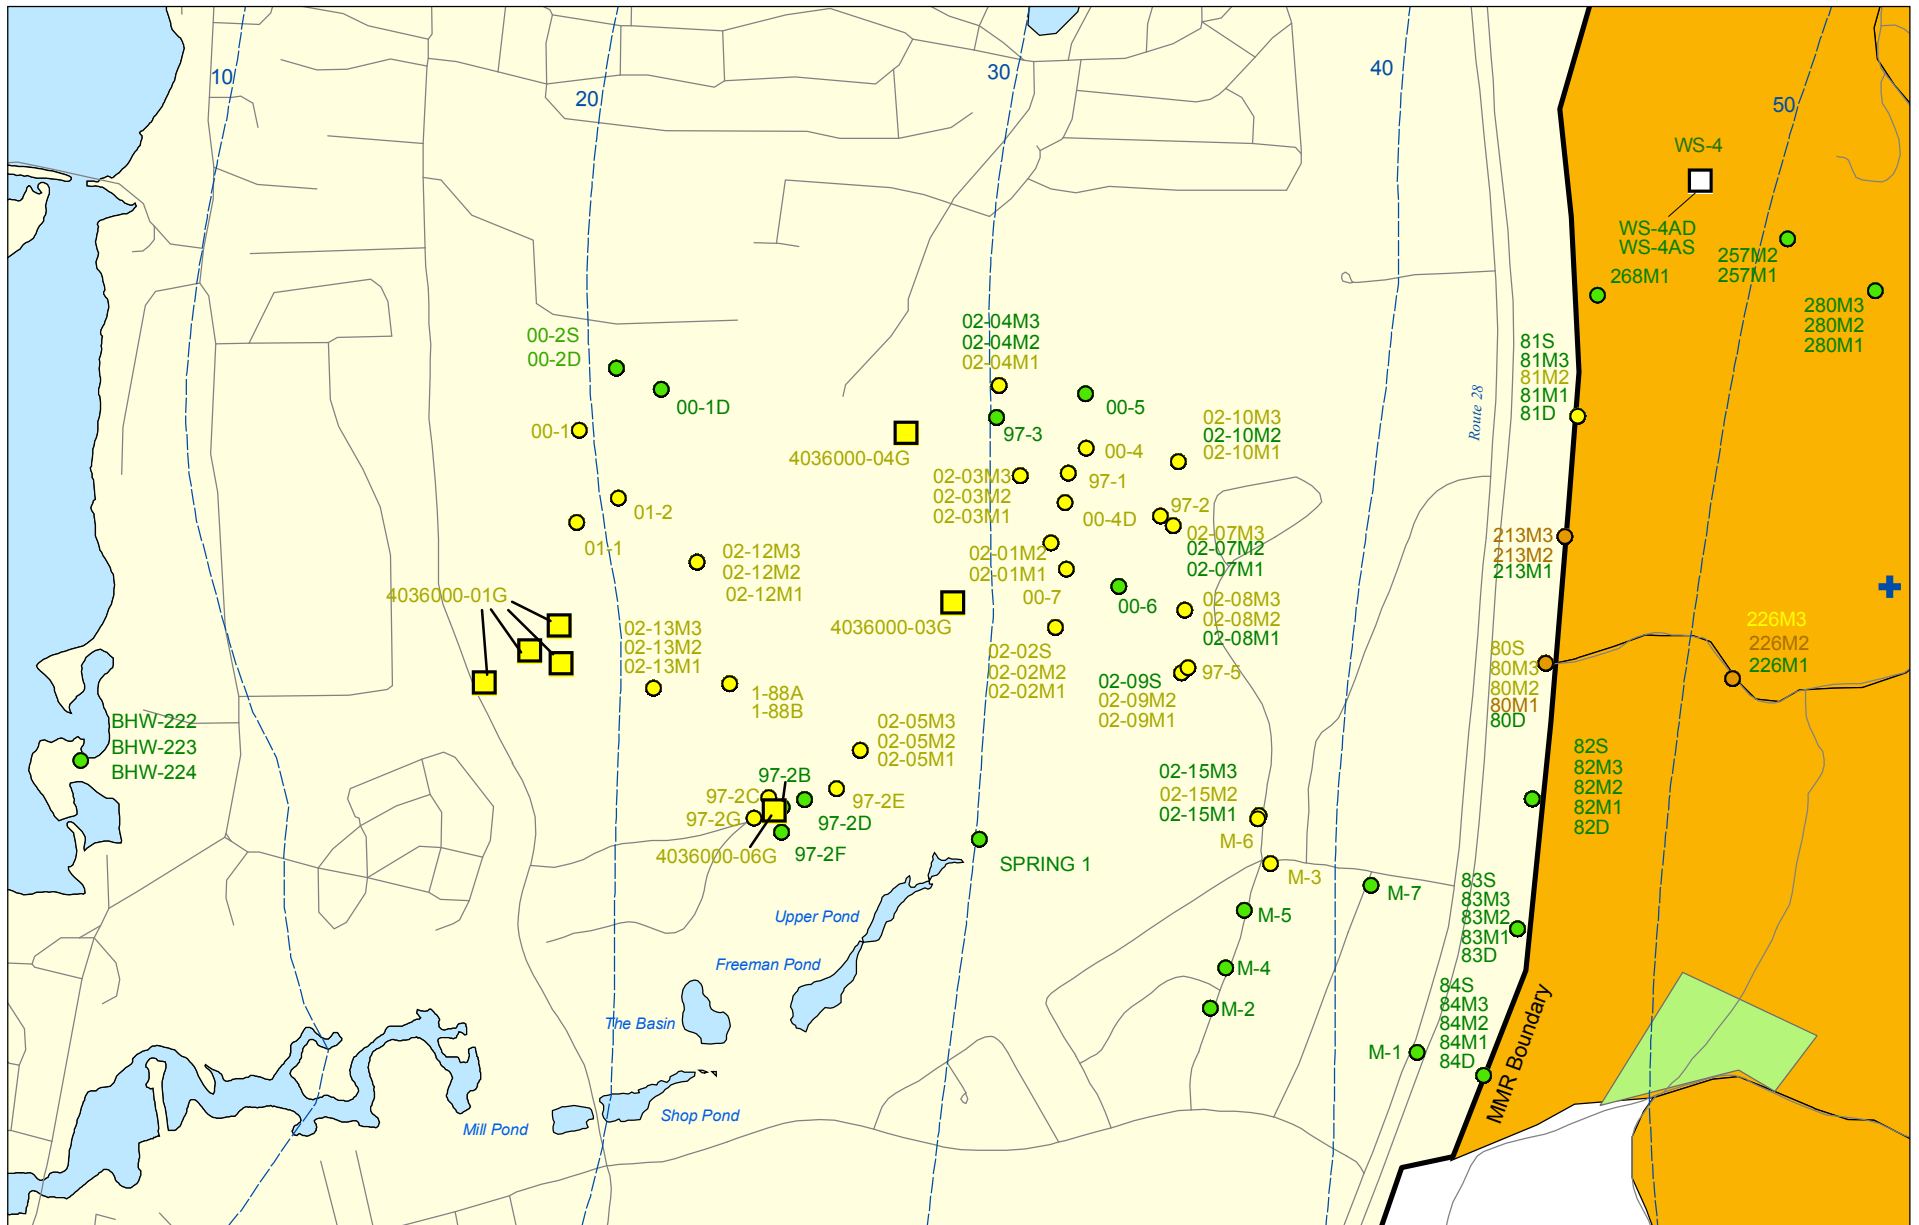 10
20
30
40
50
WS-4
WS-4AD
WS-4AS
257M2
257M1
268M1
280M3
280M2
280M1
00-2S
00-2D
00-1D
00-1
01-2
01-1
02-04M3
02-04M2
02-04M1
97-3
00-5
4036000-04G
02-03M3
02-03M2
02-03M1
00-4
97-1
00-4D
02-10M3
02-10M2
02-10M1
97-2
02-07M3
02-07M2
02-07M1
Route 28
81S
81M3
81M2
81M1
81D
213M3
213M2
213M1
02-12M3
02-12M2
02-12M1
02-01M2
02-01M1
00-7
00-6
4036000-01G
4036000-03G
02-13M3
02-13M2
02-13M1
02-02S
02-02M2
02-02M1
02-08M3
02-08M2
02-08M1
97-5
02-09S
02-09M2
02-09M1
80S
80M3
80M2
80M1
80D
226M3
226M2
226M1
1-88A
1-88B
BHW-222
BHW-223
BHW-224
02-05M3
02-05M2
02-05M1
97-2B
97-2C
97-2G
97-2E
97-2D
97-2F
4036000-06G
SPRING 1
02-15M3
02-15M2
02-15M1
M-6
M-3
M-7
M-5
M-4
M-2
M-1
82S
82M3
82M2
82M1
82D
83S
83M3
83M2
83M1
83D
84S
84M3
84M2
84M1
84D
MMR Boundary
Upper Pond
Freeman Pond
The Basin
Shop Pond
Mill Pond